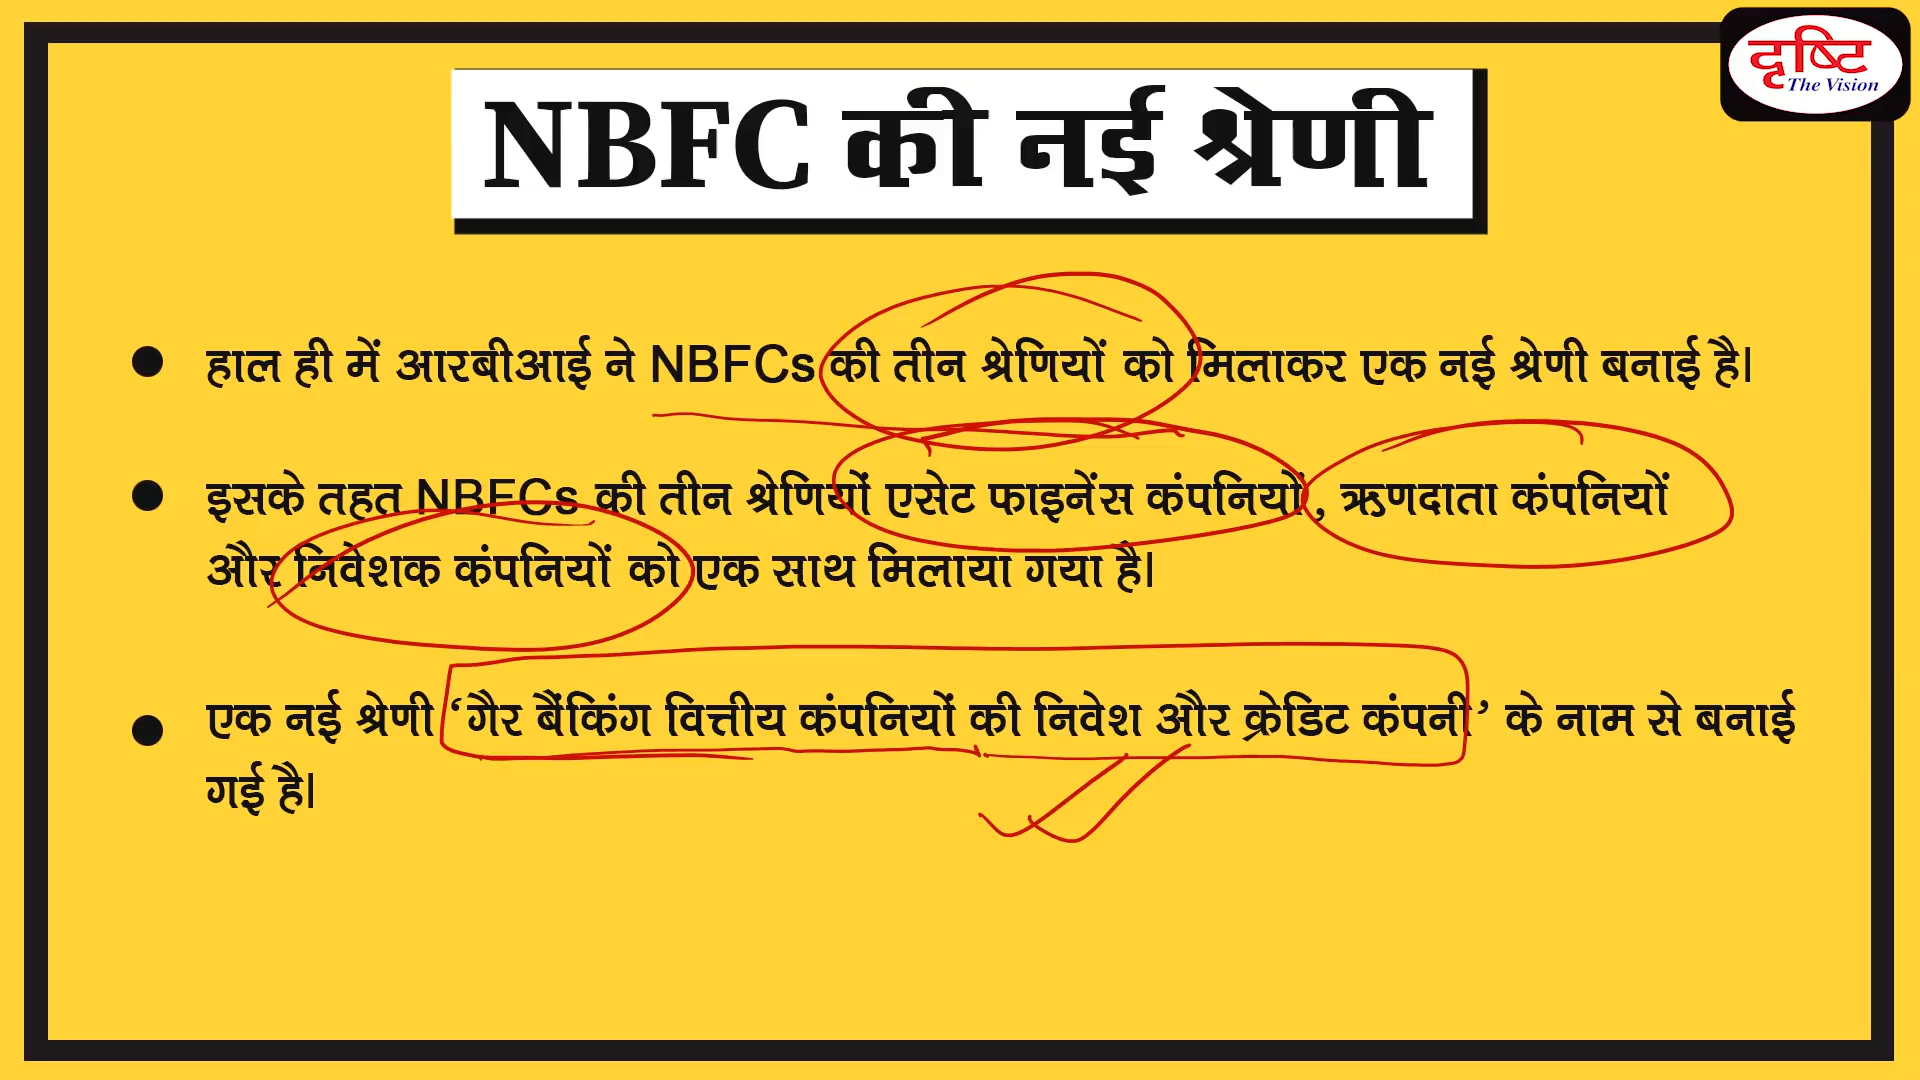 दृष्टि
The Vision
NBFC की नई श्रेणी
हाल ही में आरबीआई ने NBFCs की तीन श्रेणियों को मिलाकर एक नई श्रेणी बनाई है।
इसके तहत NBFCs की तीन श्रेणियों एसेट फाइनेंस कंपनियों, ऋणदाता कंपनियों
और निवेशक कंपनियों को एक साथ मिलाया गया है।
एक नई श्रेणी ‘गैर बैंकिंग वित्तीय कंपनियों की निवेश और क्रेडिट कंपनी’ के नाम से बनाई
गई है।